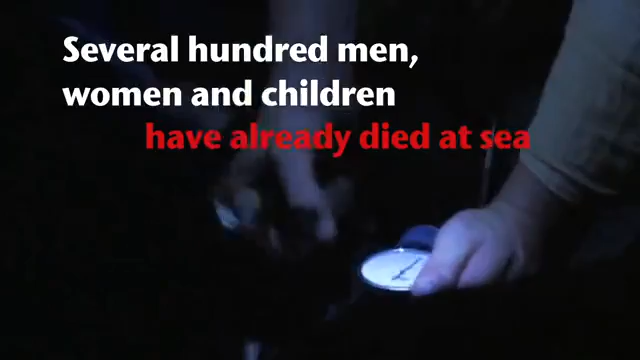 Several hundred men,
women and children
have already died at sea